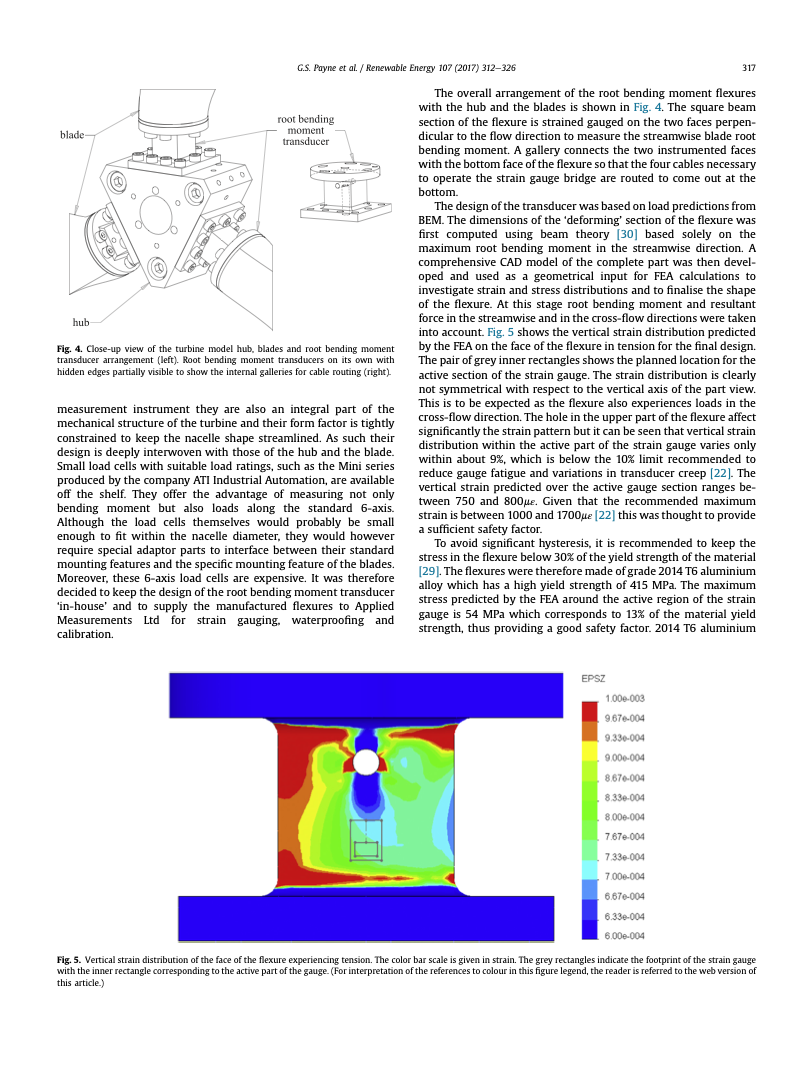 G.S. Payne et al. / Renewable Energy 107 (2017) 312–326
317
blade
root bending
moment
transducer
hub
Fig. 4. Close-up view of the turbine model hub, blades and root bending moment
transducer arrangement (left). Root bending moment transducers on its own with
hidden edges partially visible to show the internal galleries for cable routing (right).
measurement instrument they are also an integral part of the
mechanical structure of the turbine and their form factor is tightly
constrained to keep the nacelle shape streamlined. As such their
design is deeply interwoven with those of the hub and the blade.
Small load cells with suitable load ratings, such as the Mini series
produced by the company ATI Industrial Automation, are available
off the shelf. They offer the advantage of measuring not only
bending moment but also loads along the standard 6-axis.
Although the load cells themselves would probably be small
enough to fit within the nacelle diameter, they would however
require special adaptor parts to interface between their standard
mounting features and the specific mounting feature of the blades.
Moreover, these 6-axis load cells are expensive. It was therefore
decided to keep the design of the root bending moment transducer
‘in-house’ and to supply the manufactured flexures to Applied
Measurements Ltd for strain gauging, waterproofing and
calibration.
The overall arrangement of the root bending moment flexures
with the hub and the blades is shown in Fig. 4. The square beam
section of the flexure is strained gauged on the two faces perpen-
dicular to the flow direction to measure the streamwise blade root
bending moment. A gallery connects the two instrumented faces
with the bottom face of the flexure so that the four cables necessary
to operate the strain gauge bridge are routed to come out at the
bottom.
The design of the transducer was based on load predictions from
BEM. The dimensions of the ‘deforming’ section of the flexure was
first computed using beam theory [30] based solely on the
maximum root bending moment in the streamwise direction. A
comprehensive CAD model of the complete part was then devel-
oped and used as a geometrical input for FEA calculations to
investigate strain and stress distributions and to finalise the shape
of the flexure. At this stage root bending moment and resultant
force in the streamwise and in the cross-flow directions were taken
into account. Fig. 5 shows the vertical strain distribution predicted
by the FEA on the face of the flexure in tension for the final design.
The pair of grey inner rectangles shows the planned location for the
active section of the strain gauge. The strain distribution is clearly
not symmetrical with respect to the vertical axis of the part view.
This is to be expected as the flexure also experiences loads in the
cross-flow direction. The hole in the upper part of the flexure affect
significantly the strain pattern but it can be seen that vertical strain
distribution within the active part of the strain gauge varies only
within about 9%, which is below the 10% limit recommended to
reduce gauge fatigue and variations in transducer creep [22]. The
vertical strain predicted over the active gauge section ranges be-
tween 750 and 800με. Given that the recommended maximum
strain is between 1000 and 1700με [22] this was thought to provide
a sufficient safety factor.
To avoid significant hysteresis, it is recommended to keep the
stress in the flexure below 30% of the yield strength of the material
[29]. The flexures were therefore made of grade 2014 T6 aluminium
alloy which has a high yield strength of 415 MPa. The maximum
stress predicted by the FEA around the active region of the strain
gauge is 54 MPa which corresponds to 13% of the material yield
strength, thus providing a good safety factor. 2014 T6 aluminium
EPSZ
1.00e-003
9.67e-004
9.33e-004
9.00e-004
8.67e-004
8.33e-004
8.00e-004
7.67e-004
7.33e-004
7.00e-004
6.67e-004
6.33e-004
6.00e-004
Fig. 5. Vertical strain distribution of the face of the flexure experiencing tension. The color bar scale is given in strain. The grey rectangles indicate the footprint of the strain gauge
with the inner rectangle corresponding to the active part of the gauge. (For interpretation of the references to colour in this figure legend, the reader is referred to the web version of
this article.)